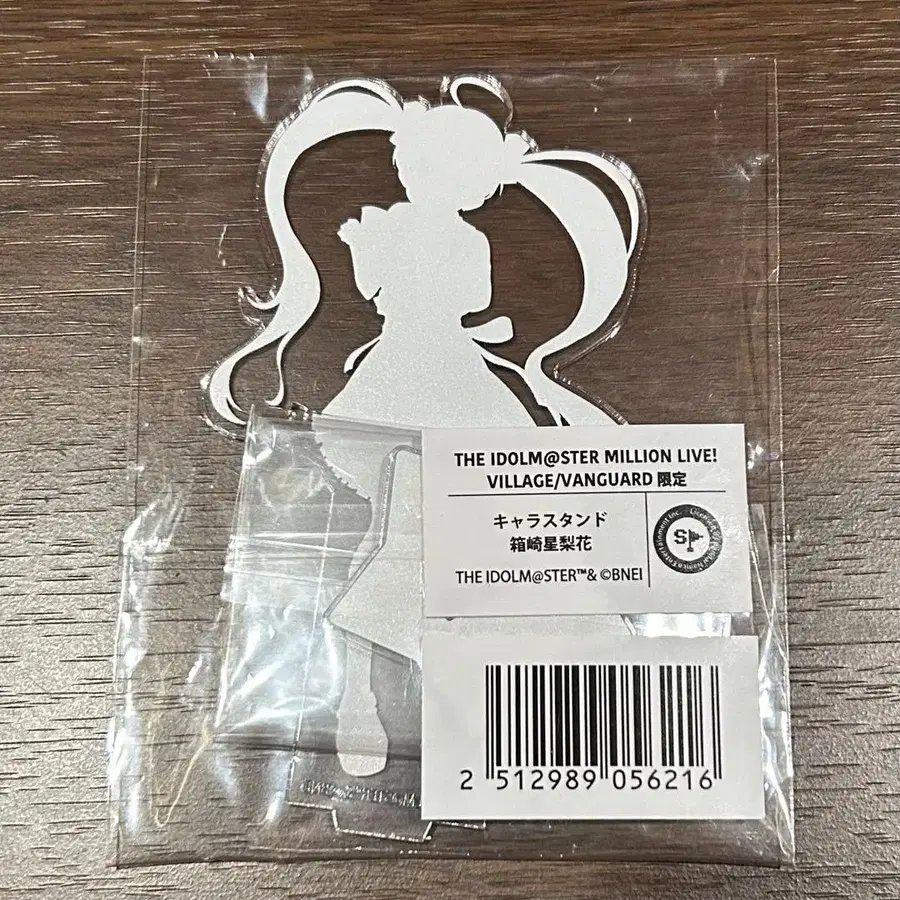 THE IDOLM@STER MILLION LIVE!
VILLAGE/VANGUARD 限定
キャラスタンド
箱崎星梨花
THE IDOLM@STER™& ©BNEI
SP
2 512989 056216